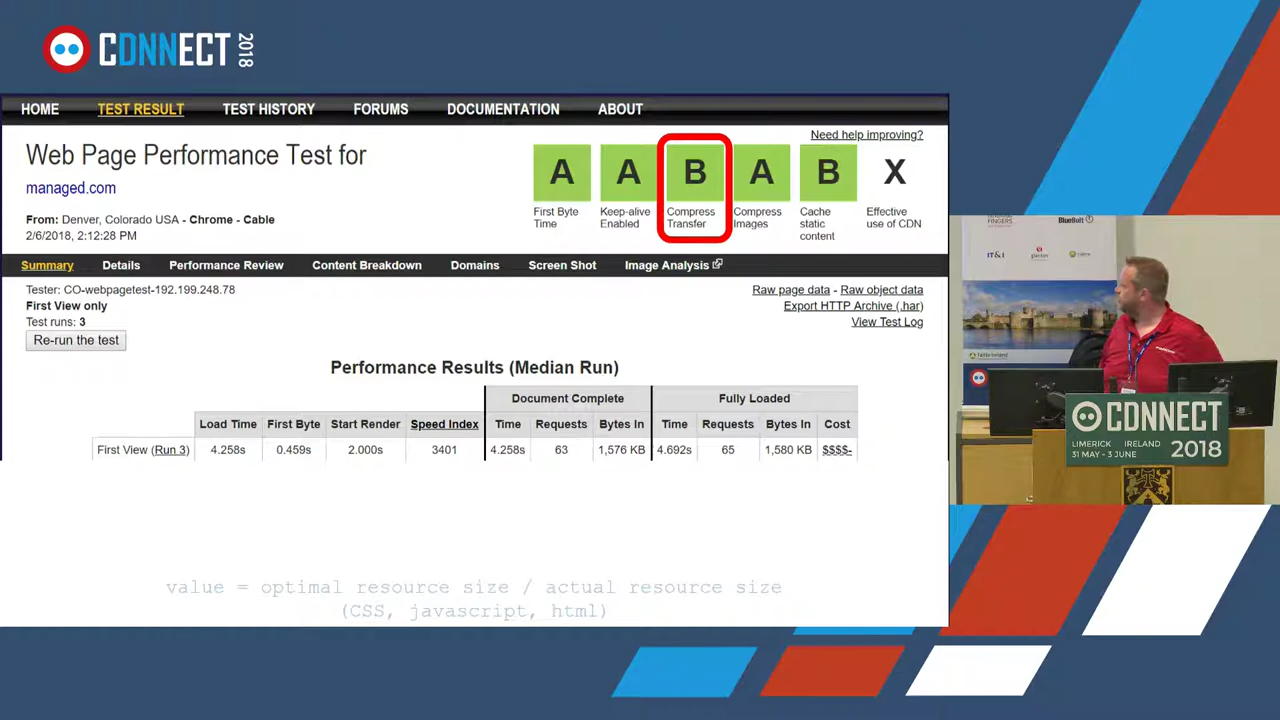 CDNNECT 2018
HOME TEST RESULT TEST HISTORY FORUMS DOCUMENTATION ABOUT
Need help improving?
Web Page Performance Test for
managed.com
From: Denver, Colorado USA - Chrome - Cable
2/6/2018, 2:12:28 PM
A A B A B X
First Byte Time
Keep-alive Enabled
Compress Transfer
Compress Images
Cache static content
Effective use of CDN
Summary Details Performance Review Content Breakdown Domains Screen Shot Image Analysis
Tester: CO-webpagetest-192.199.248.78
First View only
Test runs: 3
Re-run the test
Raw page data - Raw object data
Export HTTP Archive (.har)
View Test Log
Performance Results (Median Run)
Document Complete Fully Loaded
Load Time First Byte Start Render Speed Index Time Requests Bytes In Time Requests Bytes In Cost
First View (Run 3) 4.258s 0.459s 2.000s 3401 4.258s 63 1,576 KB 4.692s 65 1,580 KB $$$$-
value = optimal resource size / actual resource size
(CSS, javascript, html)
BlueBolt
IT&I
CDNNECT
LIMERICK IRELAND
31 MAY - 3 JUNE 2018